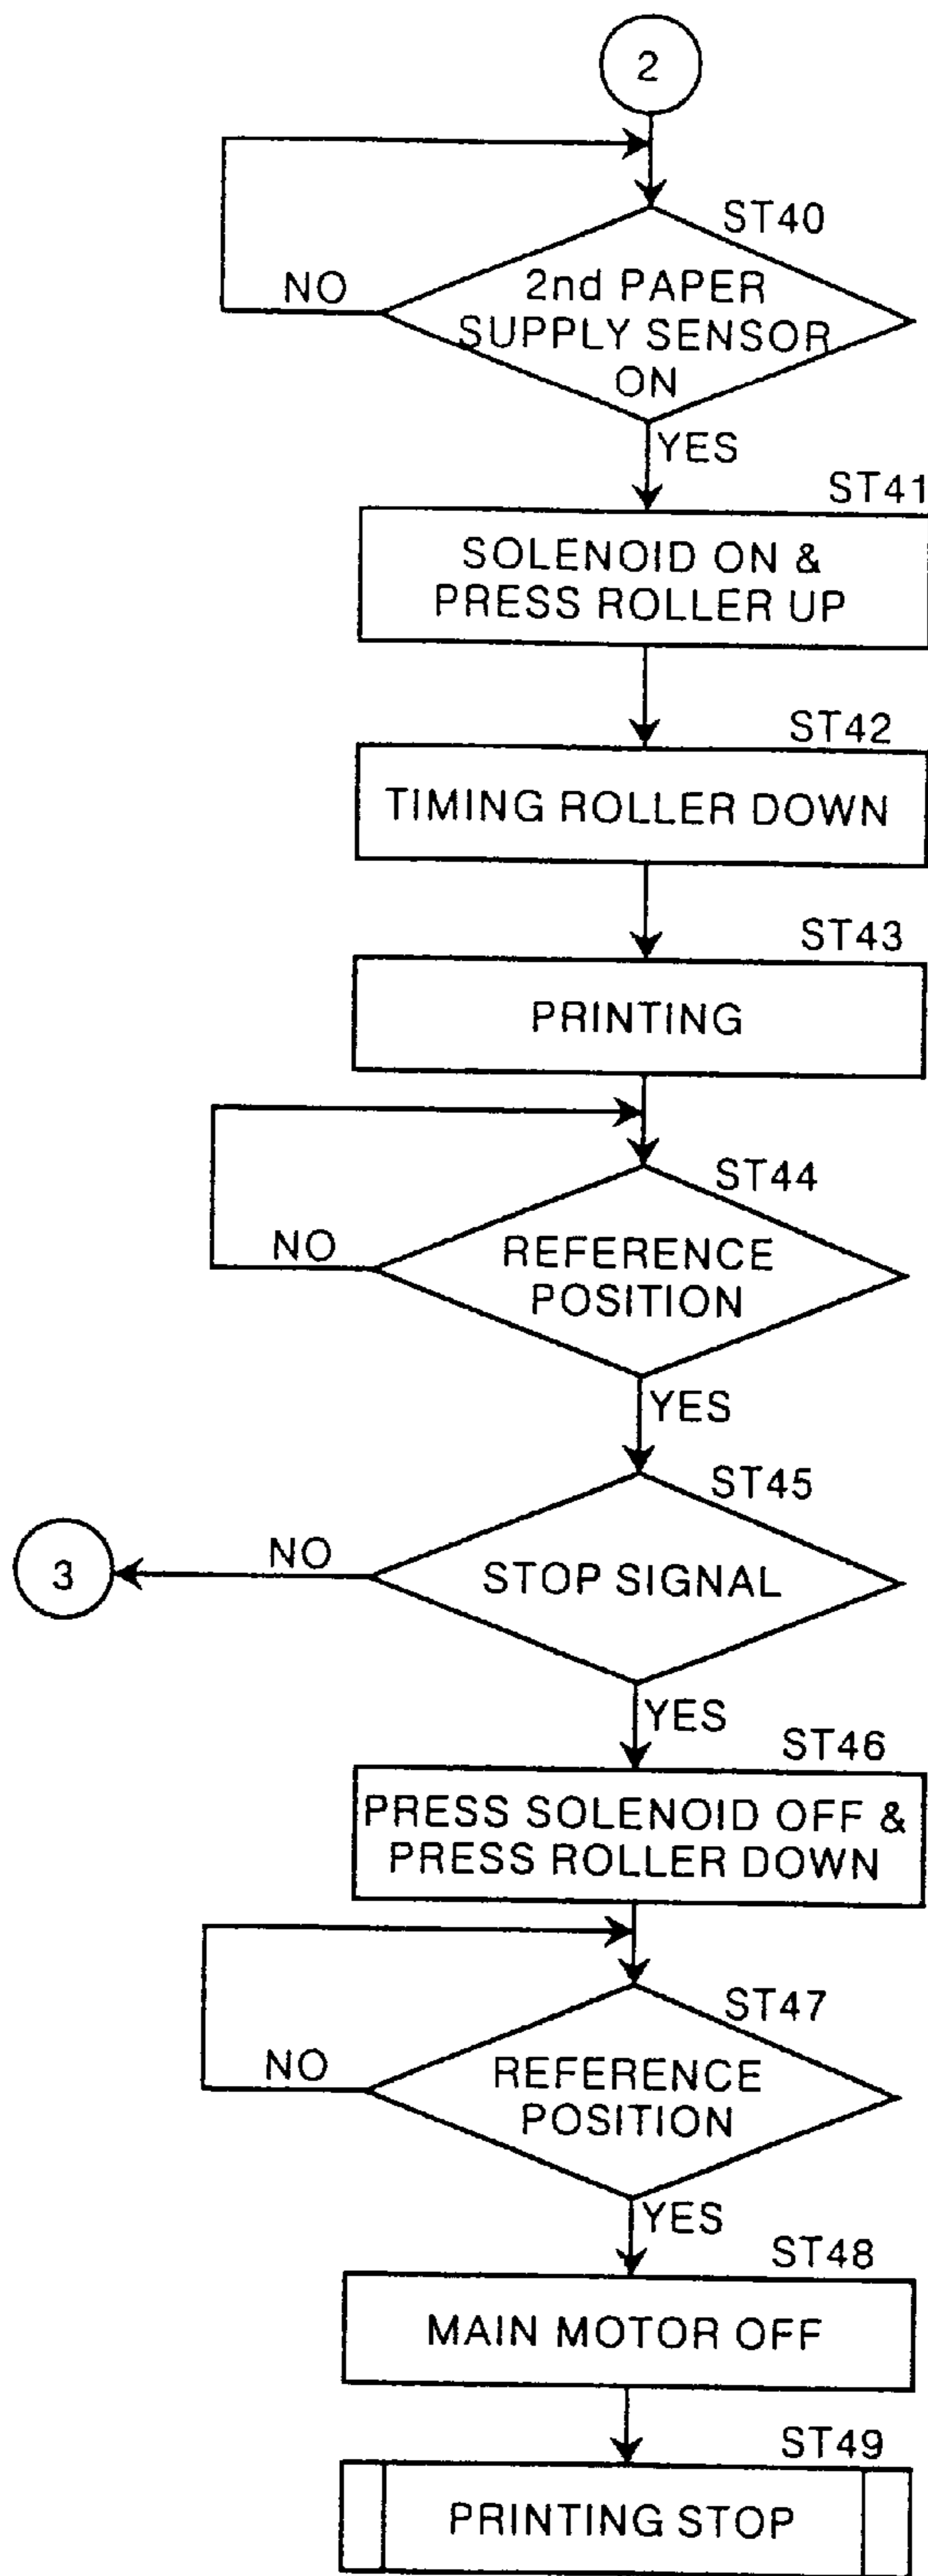 2
ST40
NO
2nd PAPER
SUPPLY SENSOR
ON
YES
ST41
SOLENOID ON &
PRESS ROLLER UP
ST42
TIMING ROLLER DOWN
ST43
PRINTING
ST44
NO
REFERENCE
POSITION
YES
ST45
3
NO
STOP SIGNAL
YES
ST46
PRESS SOLENOID OFF &
PRESS ROLLER DOWN
ST47
NO
REFERENCE
POSITION
YES
ST48
MAIN MOTOR OFF
ST49
PRINTING STOP